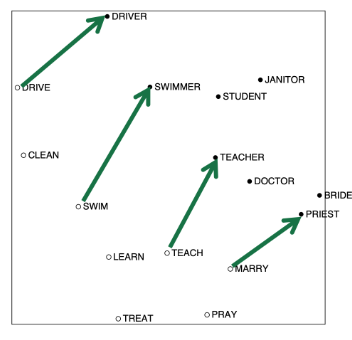 DRIVER
JANITOR
DRIVE
SWIMMER
STUDENT
CLEAN
TEACHER
DOCTOR
BRIDE
SWIM
PRIEST
LEARN
TEACH
MARRY
TREAT
PRAY